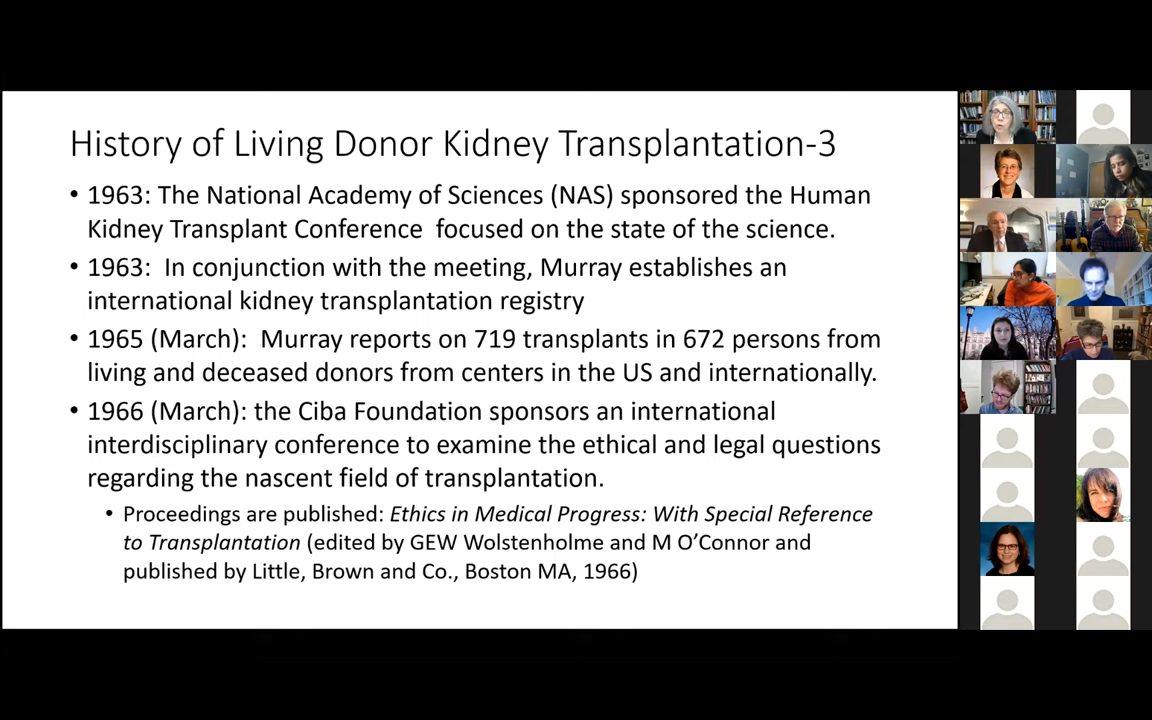 History of Living Donor Kidney Transplantation-3
• 1963: The National Academy of Sciences (NAS) sponsored the Human
Kidney Transplant Conference focused on the state of the science.
• 1963: In conjunction with the meeting, Murray establishes an
international kidney transplantation registry
• 1965 (March): Murray reports on 719 transplants in 672 persons from
living and deceased donors from centers in the US and internationally.
• 1966 (March): the Ciba Foundation sponsors an international
interdisciplinary conference to examine the ethical and legal questions
regarding the nascent field of transplantation.
• Proceedings are published: Ethics in Medical Progress: With Special Reference
to Transplantation (edited by GEW Wolstenholme and M O’Connor and
published by Little, Brown and Co., Boston MA, 1966)